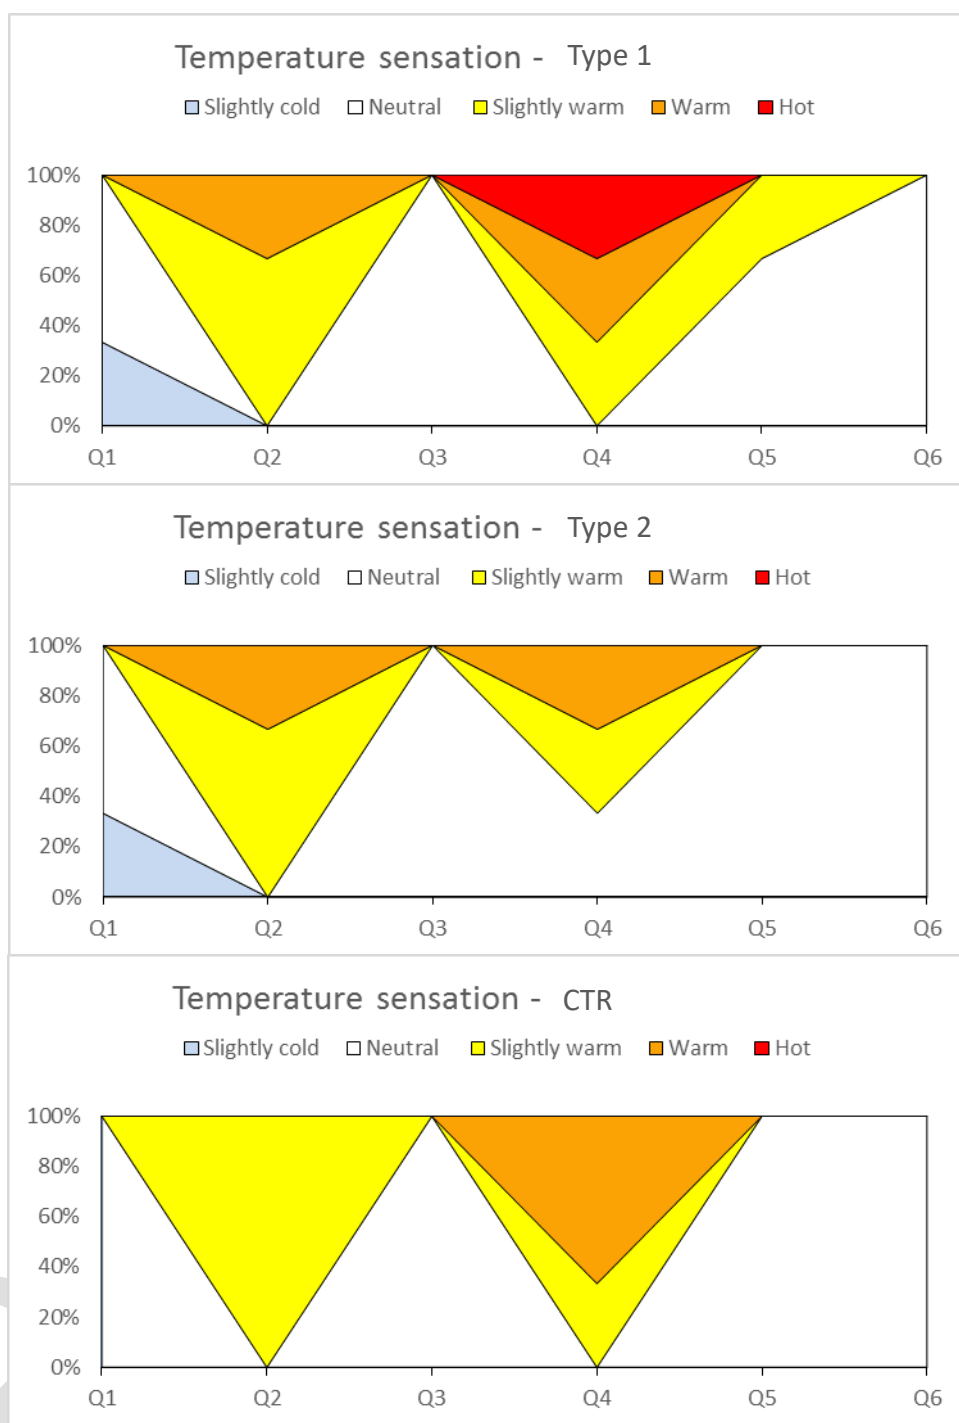 Temperature sensation - Type 1
Slightly cold Neutral Slightly warm Warm Hot
100%
80%
60%
40%
20%
0%
Q1 Q2 Q3 Q4 Q5 Q6
Temperature sensation - Type 2
Slightly cold Neutral Slightly warm Warm Hot
100%
80%
60%
40%
20%
0%
Q1 Q2 Q3 Q4 Q5 Q6
Temperature sensation - CTR
Slightly cold Neutral Slightly warm Warm Hot
100%
80%
60%
40%
20%
0%
Q1 Q2 Q3 Q4 Q5 Q6